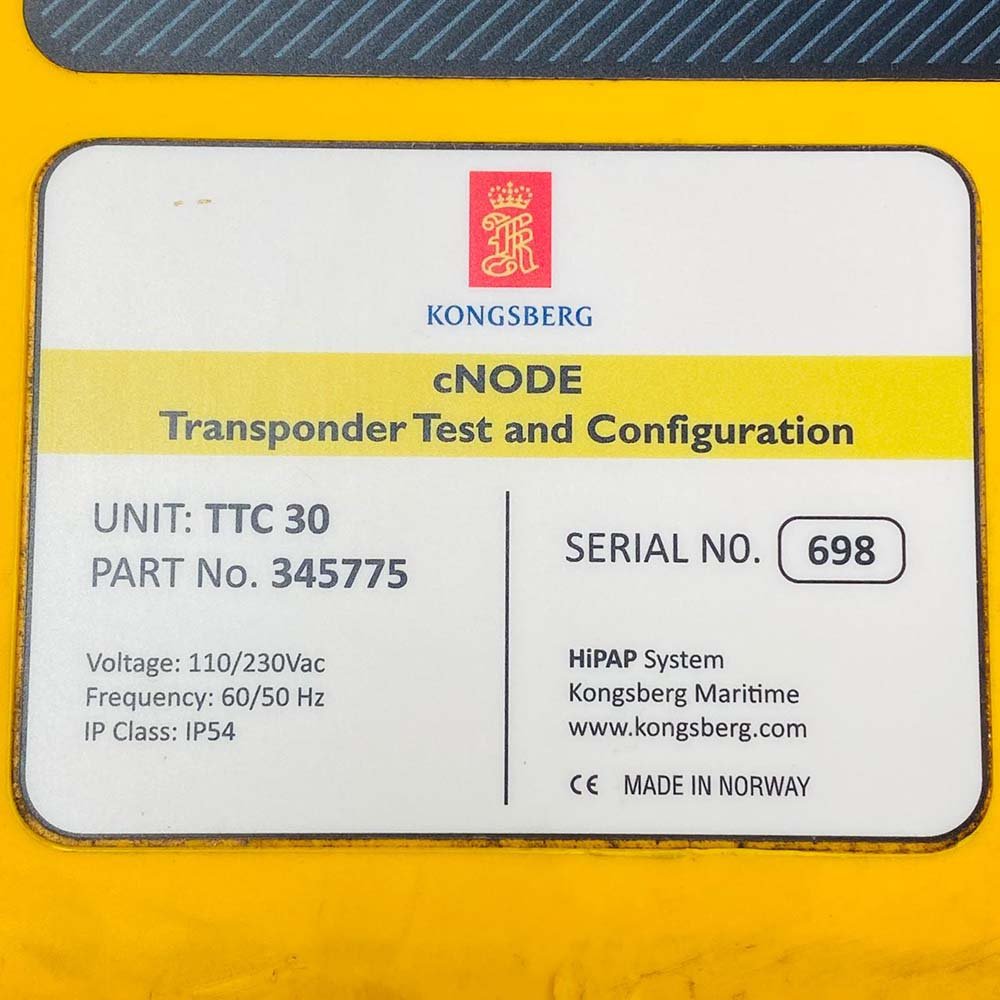 KONGSBERG
cNODE
Transponder Test and Configuration
UNIT: TTC 30
PART No. 345775
Voltage: 110/230Vac
Frequency: 60/50 Hz
IP Class: IP54
SERIAL NO. 698
HiPAP System
Kongsberg Maritime
www.kongsberg.com
CE MADE IN NORWAY